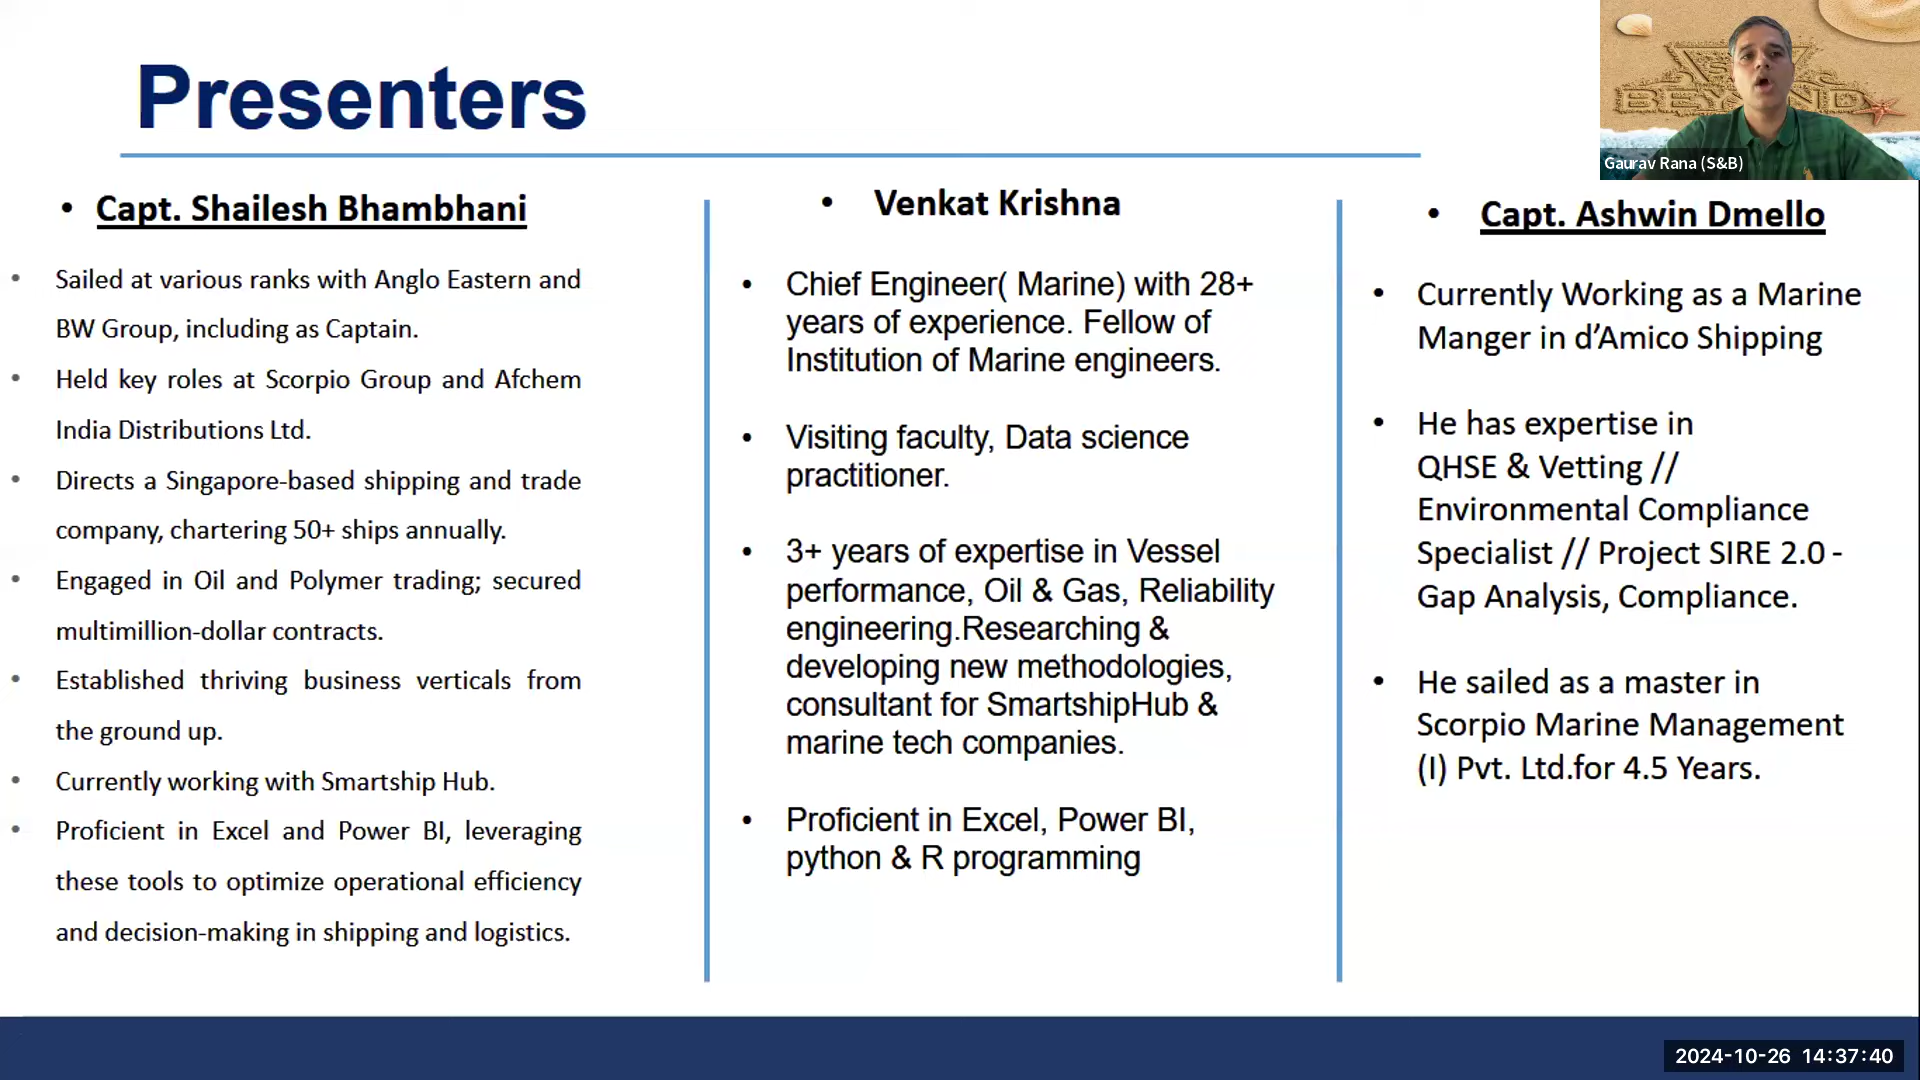 Presenters
BEYOND
Gaurav Rana (S&B)
• Capt. Shailesh Bhambhani
• Sailed at various ranks with Anglo Eastern and
BW Group, including as Captain.
• Held key roles at Scorpio Group and Afchem
India Distributions Ltd.
• Directs a Singapore-based shipping and trade
company, chartering 50+ ships annually.
• Engaged in Oil and Polymer trading; secured
multimillion-dollar contracts.
• Established thriving business verticals from
the ground up.
• Currently working with Smartship Hub.
• Proficient in Excel and Power BI, leveraging
these tools to optimize operational efficiency
and decision-making in shipping and logistics.
• Venkat Krishna
• Chief Engineer( Marine) with 28+
years of experience. Fellow of
Institution of Marine engineers.
• Visiting faculty, Data science
practitioner.
• 3+ years of expertise in Vessel
performance, Oil & Gas, Reliability
engineering.Researching &
developing new methodologies,
consultant for SmartshipHub &
marine tech companies.
• Proficient in Excel, Power BI,
python & R programming
• Capt. Ashwin Dmello
• Currently Working as a Marine
Manger in d’Amico Shipping
• He has expertise in
QHSE & Vetting //
Environmental Compliance
Specialist // Project SIRE 2.0 -
Gap Analysis, Compliance.
• He sailed as a master in
Scorpio Marine Management
(I) Pvt. Ltd.for 4.5 Years.
2024-10-26 14:37:40